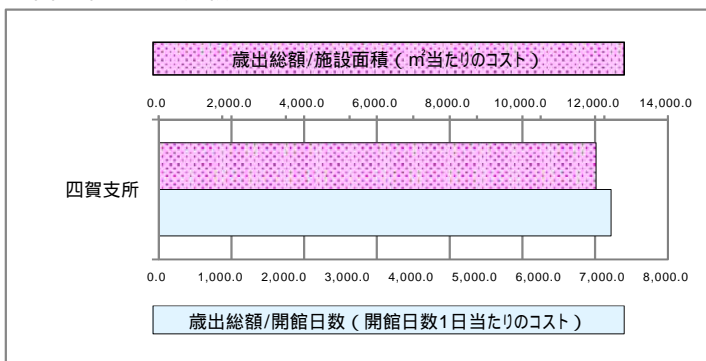 歳出総額/施設面積（㎡当たりのコスト）
0.0 2,000.0 4,000.0 6,000.0 8,000.0 10,000.0 12,000.0 14,000.0
四賀支所
0.0 1,000.0 2,000.0 3,000.0 4,000.0 5,000.0 6,000.0 7,000.0 8,000.0
歳出総額/開館日数（開館日数1日当たりのコスト）